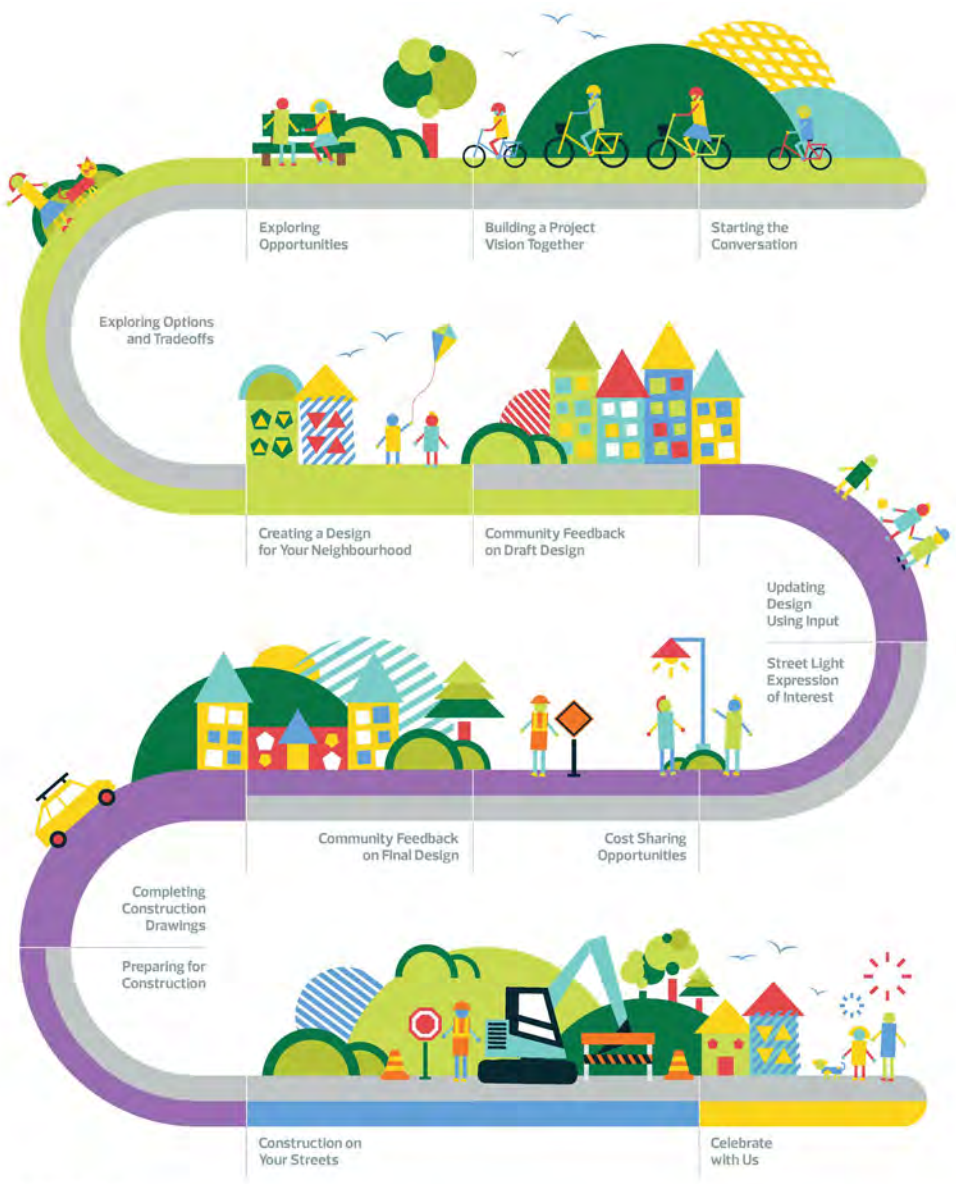 Exploring
Opportunities
Building a Project
Vision Together
Starting the
Conversation
Exploring Options
and Tradeoffs
Creating a Design
for Your Neighbourhood
Community Feedback
on Draft Design
Updating
Design
Using Input
Street Light
Expression
of Interest
Community Feedback
on Final Design
Cost Sharing
Opportunities
Completing
Construction
Drawings
Preparing for
Construction
Construction on
Your Streets
Celebrate
with Us